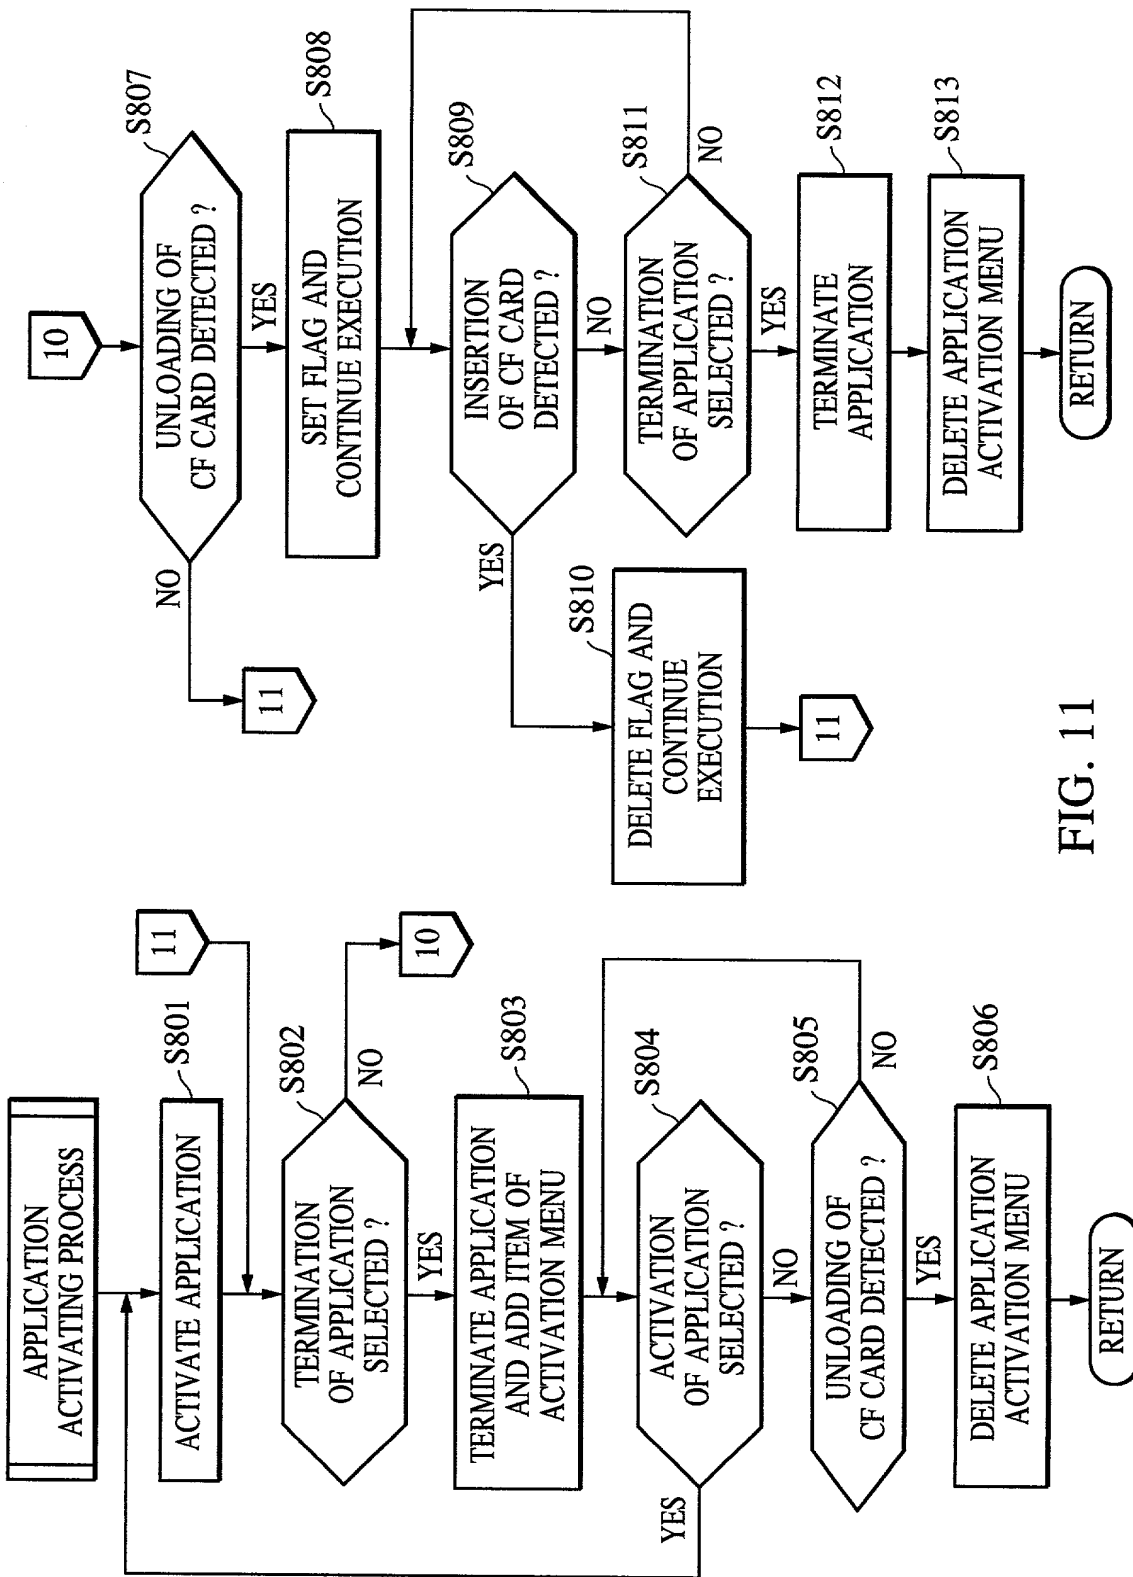 APPLICATION
ACTIVATING PROCESS
S801
ACTIVATE APPLICATION
11
S802
TERMINATION
OF APPLICATION
SELECTED ?
NO
10
YES
S803
TERMINATE APPLICATION
AND ADD ITEM OF
ACTIVATION MENU
S804
ACTIVATION
OF APPLICATION
SELECTED ?
YES
NO
S805
UNLOADING OF
CF CARD DETECTED ?
NO
YES
S806
DELETE APPLICATION
ACTIVATION MENU
RETURN
10
S807
UNLOADING OF
CF CARD DETECTED ?
NO
11
YES
S808
SET FLAG AND
CONTINUE EXECUTION
S809
INSERTION
OF CF CARD
DETECTED ?
YES
NO
S810
DELETE FLAG AND
CONTINUE
EXECUTION
11
S811
TERMINATION
OF APPLICATION
SELECTED ?
NO
YES
S812
TERMINATE
APPLICATION
S813
DELETE APPLICATION
ACTIVATION MENU
RETURN
FIG. 11